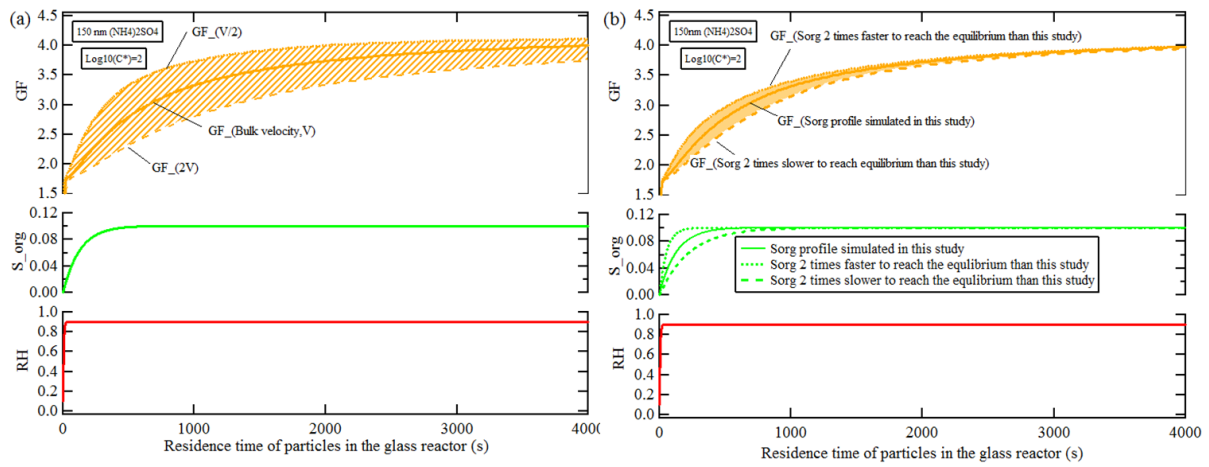 (a)
150 nm (NH4)2SO4
Log10(C*)=2
GF_(V/2)
GF_(Bulk velocity,V)
GF_(2V)
GF
4.0
3.5
3.0
2.5
2.0
1.5
S_org
0.12
0.08
0.04
0.00
RH
1.0
0.8
0.6
0.4
0.2
0.0
0
1000
2000
3000
4000
Residence time of particles in the glass reactor (s)
(b)
150nm (NH4)2SO4
Log10(C*)=2
GF_(Sorg 2 times faster to reach the equilibrium than this study)
GF_(Sorg profile simulated in this study)
GF_(Sorg 2 times slower to reach equilibrium than this study)
GF
4.0
3.5
3.0
2.5
2.0
1.5
S_org
0.12
0.08
0.04
0.00
Sorg profile simulated in this study
Sorg 2 times faster to reach the equlibrium than this study
Sorg 2 times slower to reach the equlibrium than this study
RH
1.0
0.8
0.6
0.4
0.2
0.0
0
1000
2000
3000
4000
Residence time of particles in the glass reactor (s)